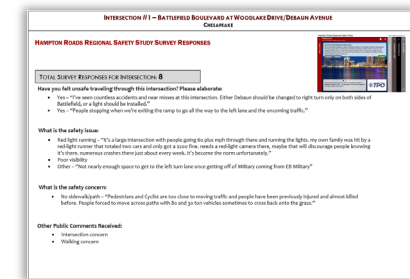 INTERSECTION #1 – BATTLEFIELD BOULEVARD AT WOODLAKE DRIVE/DEBAUN AVENUE
CHESAPEAKE
HAMPTON ROADS REGIONAL SAFETY STUDY SURVEY RESPONSES
TPO
TOTAL SURVEY RESPONSES FOR INTERSECTION: 8
Have you felt unsafe traveling through this intersection? Please elaborate:
• Yes – "I've seen countless accidents and near misses at this intersection. Either Debaun should be changed to right turn only on both sides of
Battlefield, or a light should be installed."
• Yes – "People stopping when we're exiting the ramp to go all the way to the left lane and the oncoming traffic."
What is the safety issue:
• Red light running – "It's a large intersection with people going 60 plus mph through there and running the lights, my own family was hit by a
red-light runner that totaled two cars and only got a $200 fine, needs a red-light camera there, maybe that will discourage people knowing
it's there, numerous crashes there just about every week. It's become the norm unfortunately."
• Poor visibility
• Other – "Not nearly enough space to get to the left turn lane once getting off of Military coming from EB Military"
What is the safety concern:
• No sidewalk/path – "Pedestrians and Cyclist are too close to moving traffic and people have been previously injured and almost killed
before. People forced to move across paths with 60 and 30 ton vehicles sometimes to cross back onto the grass."
Other Public Comments Received:
• Intersection concern
• Walking concern